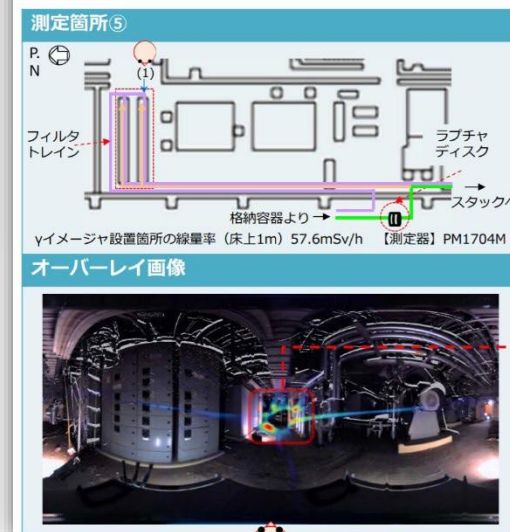 測定箇所⑤
P.
N
(1)
フィルタ
トレイン
ラプチャ
ディスク
格納容器より
スタックへ
γイメージャ設置箇所の線量率（床上1m）57.6mSv/h 【測定器】PM1704M
オーバーレイ画像